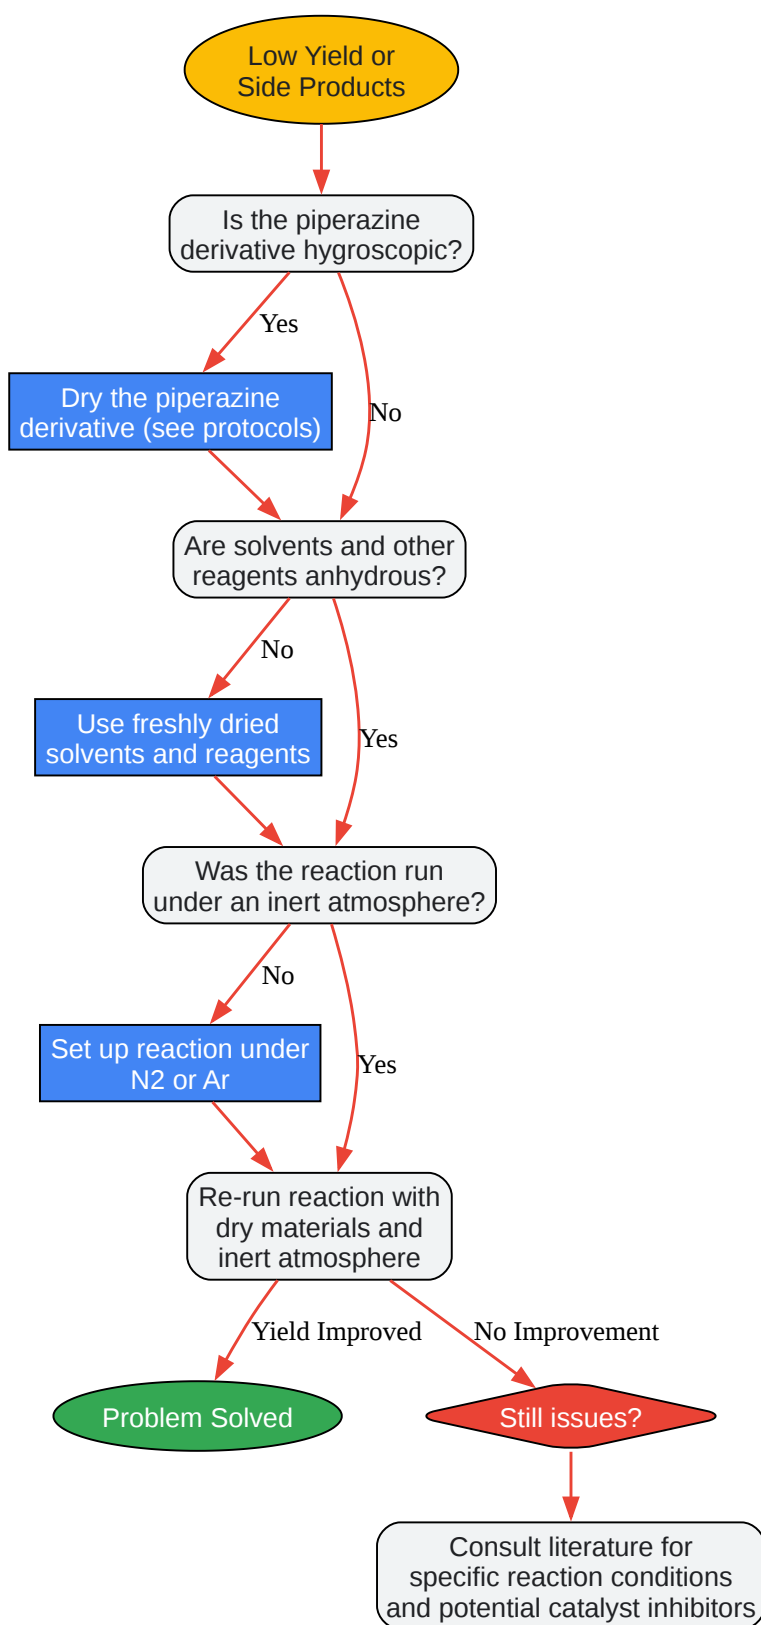 Low Yield or
Side Products
Is the piperazine
derivative hygroscopic?
Yes
Dry the piperazine
derivative (see protocols)
No
Are solvents and other
reagents anhydrous?
No
Use freshly dried
solvents and reagents
Yes
Was the reaction run
under an inert atmosphere?
No
Set up reaction under
N2 or Ar
Yes
Re-run reaction with
dry materials and
inert atmosphere
Yield Improved
No Improvement
Problem Solved
Still issues?
Consult literature for
specific reaction conditions
and potential catalyst inhibitors